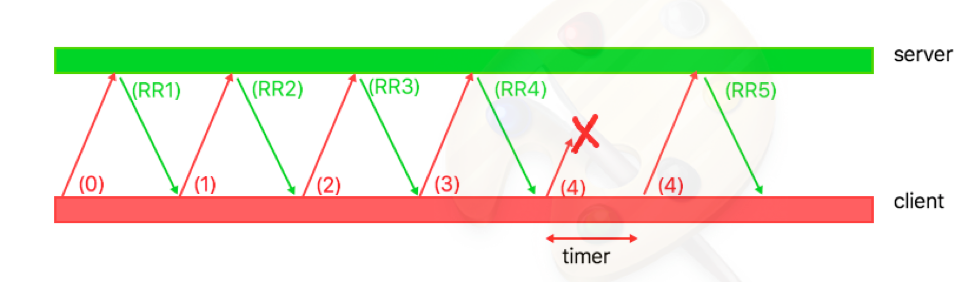 server
(RR1) (RR2) (RR3) (RR4) (RR5)
(0) (1) (2) (3) (4) (4)
client
timer